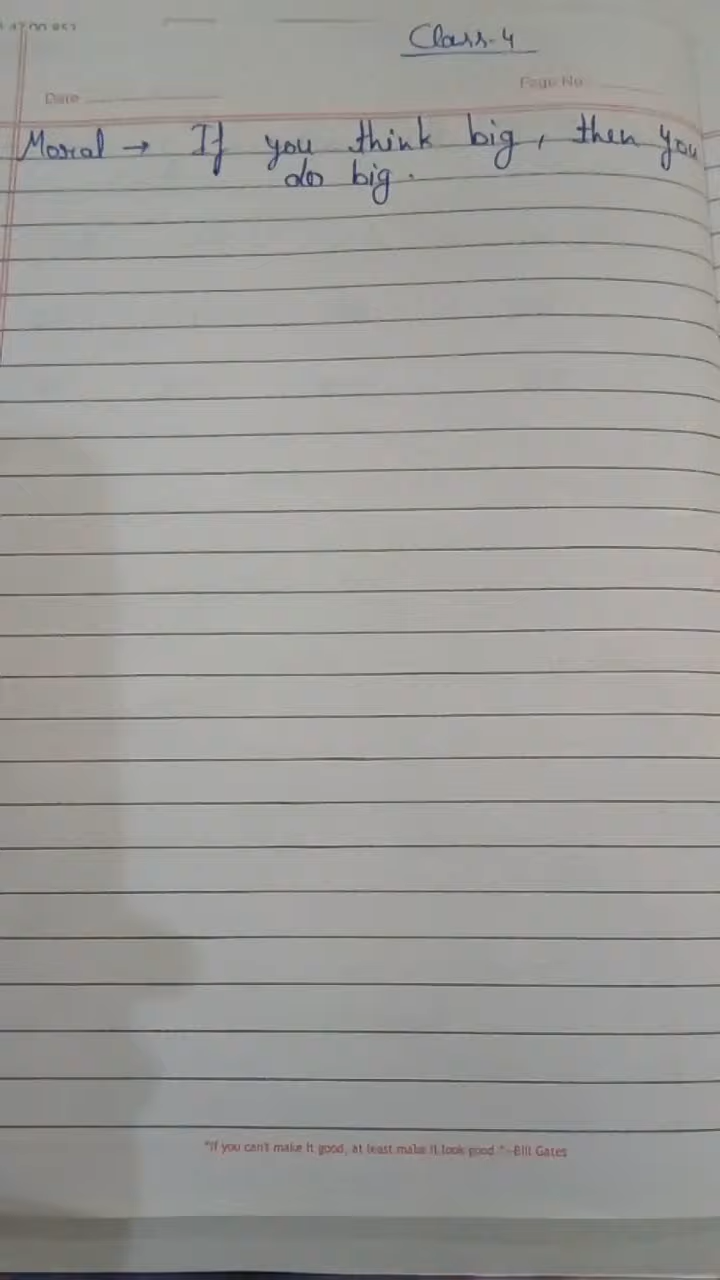 Class-4
Date
Page No.
Moral → If you think big, then you
do big.
"If you can't make it good, at least make it look good."–Bill Gates